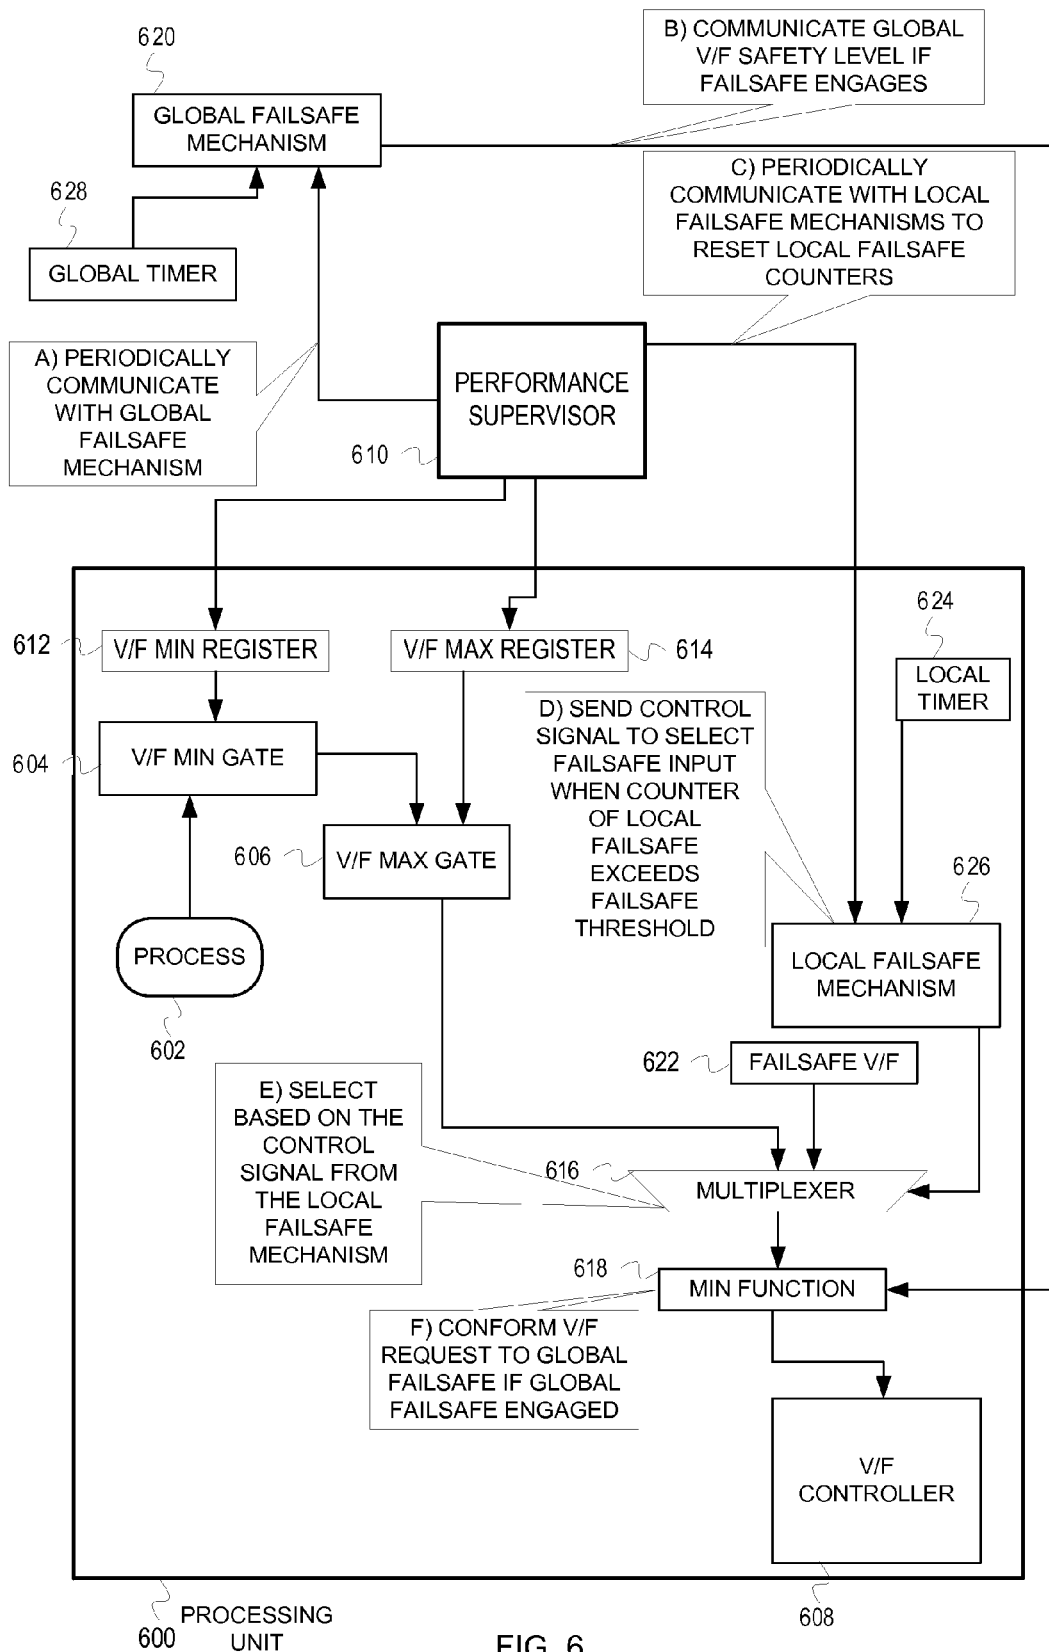 620
GLOBAL FAILSAFE
MECHANISM
B) COMMUNICATE GLOBAL
V/F SAFETY LEVEL IF
FAILSAFE ENGAGES
628
GLOBAL TIMER
C) PERIODICALLY
COMMUNICATE WITH LOCAL
FAILSAFE MECHANISMS TO
RESET LOCAL FAILSAFE
COUNTERS
A) PERIODICALLY
COMMUNICATE
WITH GLOBAL
FAILSAFE
MECHANISM
PERFORMANCE
SUPERVISOR
610
612
V/F MIN REGISTER
V/F MAX REGISTER
614
624
LOCAL
TIMER
604
V/F MIN GATE
D) SEND CONTROL
SIGNAL TO SELECT
FAILSAFE INPUT
WHEN COUNTER
OF LOCAL
FAILSAFE
EXCEEDS
FAILSAFE
THRESHOLD
606
V/F MAX GATE
626
LOCAL FAILSAFE
MECHANISM
PROCESS
602
622
FAILSAFE V/F
E) SELECT
BASED ON THE
CONTROL
SIGNAL FROM
THE LOCAL
FAILSAFE
MECHANISM
616
MULTIPLEXER
618
MIN FUNCTION
F) CONFORM V/F
REQUEST TO GLOBAL
FAILSAFE IF GLOBAL
FAILSAFE ENGAGED
V/F
CONTROLLER
608
600
PROCESSING
UNIT
FIG. 6